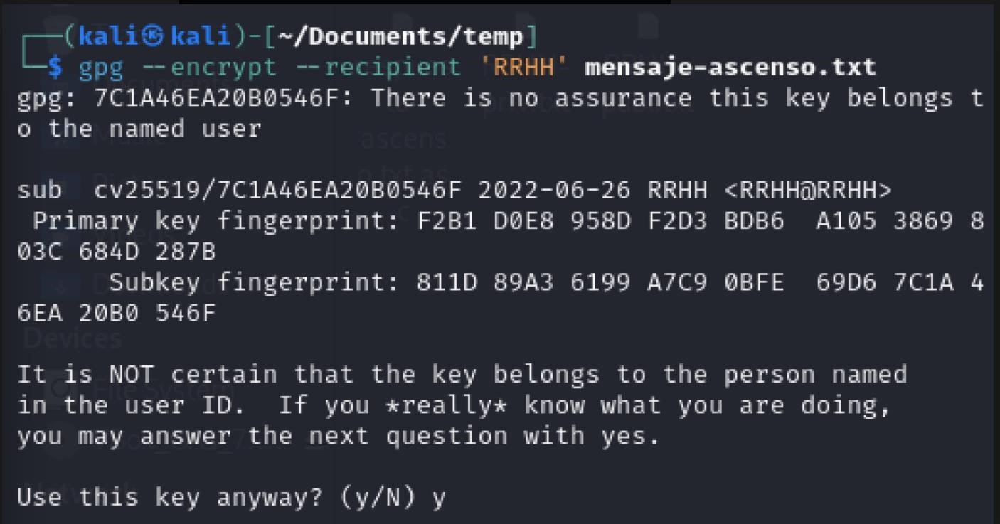 ┌──(kali㉿kali)-[~/Documents/temp]
└─$ gpg --encrypt --recipient 'RRHH' mensaje-ascenso.txt
gpg: 7C1A46EA20B0546F: There is no assurance this key belongs t
o the named user
sub  cv25519/7C1A46EA20B0546F 2022-06-26 RRHH <RRHH@RRHH>
 Primary key fingerprint: F2B1 D0E8 958D F2D3 BDB6  A105 3869 8
03C 684D 287B
      Subkey fingerprint: 811D 89A3 6199 A7C9 0BFE  69D6 7C1A 4
6EA 20B0 546F
It is NOT certain that the key belongs to the person named
in the user ID.  If you *really* know what you are doing,
you may answer the next question with yes.
Use this key anyway? (y/N) y